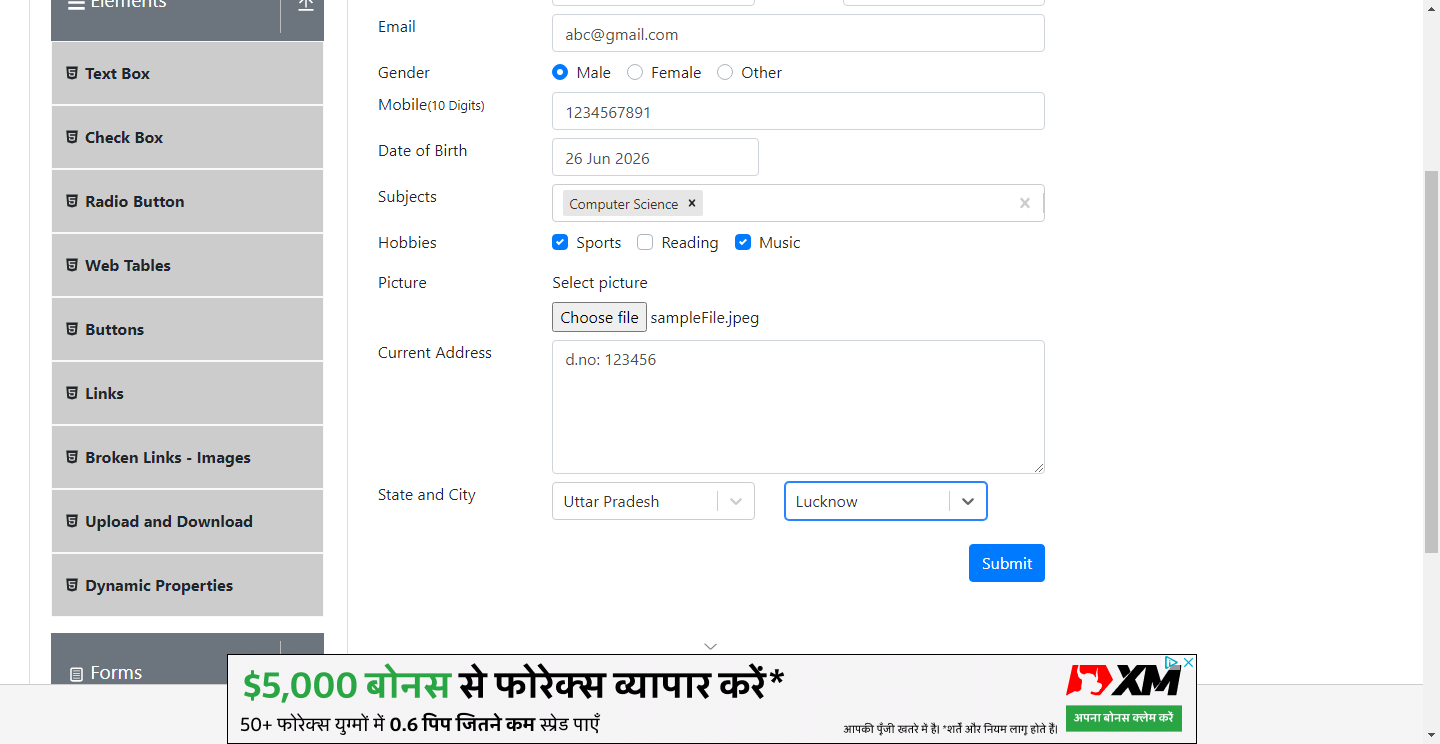 Elements
Text Box
Check Box
Radio Button
Web Tables
Buttons
Links
Broken Links - Images
Upload and Download
Dynamic Properties
Forms
Email
abc@gmail.com
Gender
Male Female Other
Mobile(10 Digits)
1234567891
Date of Birth
26 Jun 2026
Subjects
Computer Science ×
Hobbies
Sports Reading Music
Picture
Select picture
Choose file sampleFile.jpeg
Current Address
d.no: 123456
State and City
Uttar Pradesh
Lucknow
Submit
$5,000 बोनस से फोरेक्स व्यापार करें*
50+ फोरेक्स युग्मों में 0.6 पिप जितने कम स्प्रेड पाएँ
आपकी पूँजी खतरे में है। *शर्तें और नियम लागू होते हैं।
XM
अपना बोनस क्लेम करें